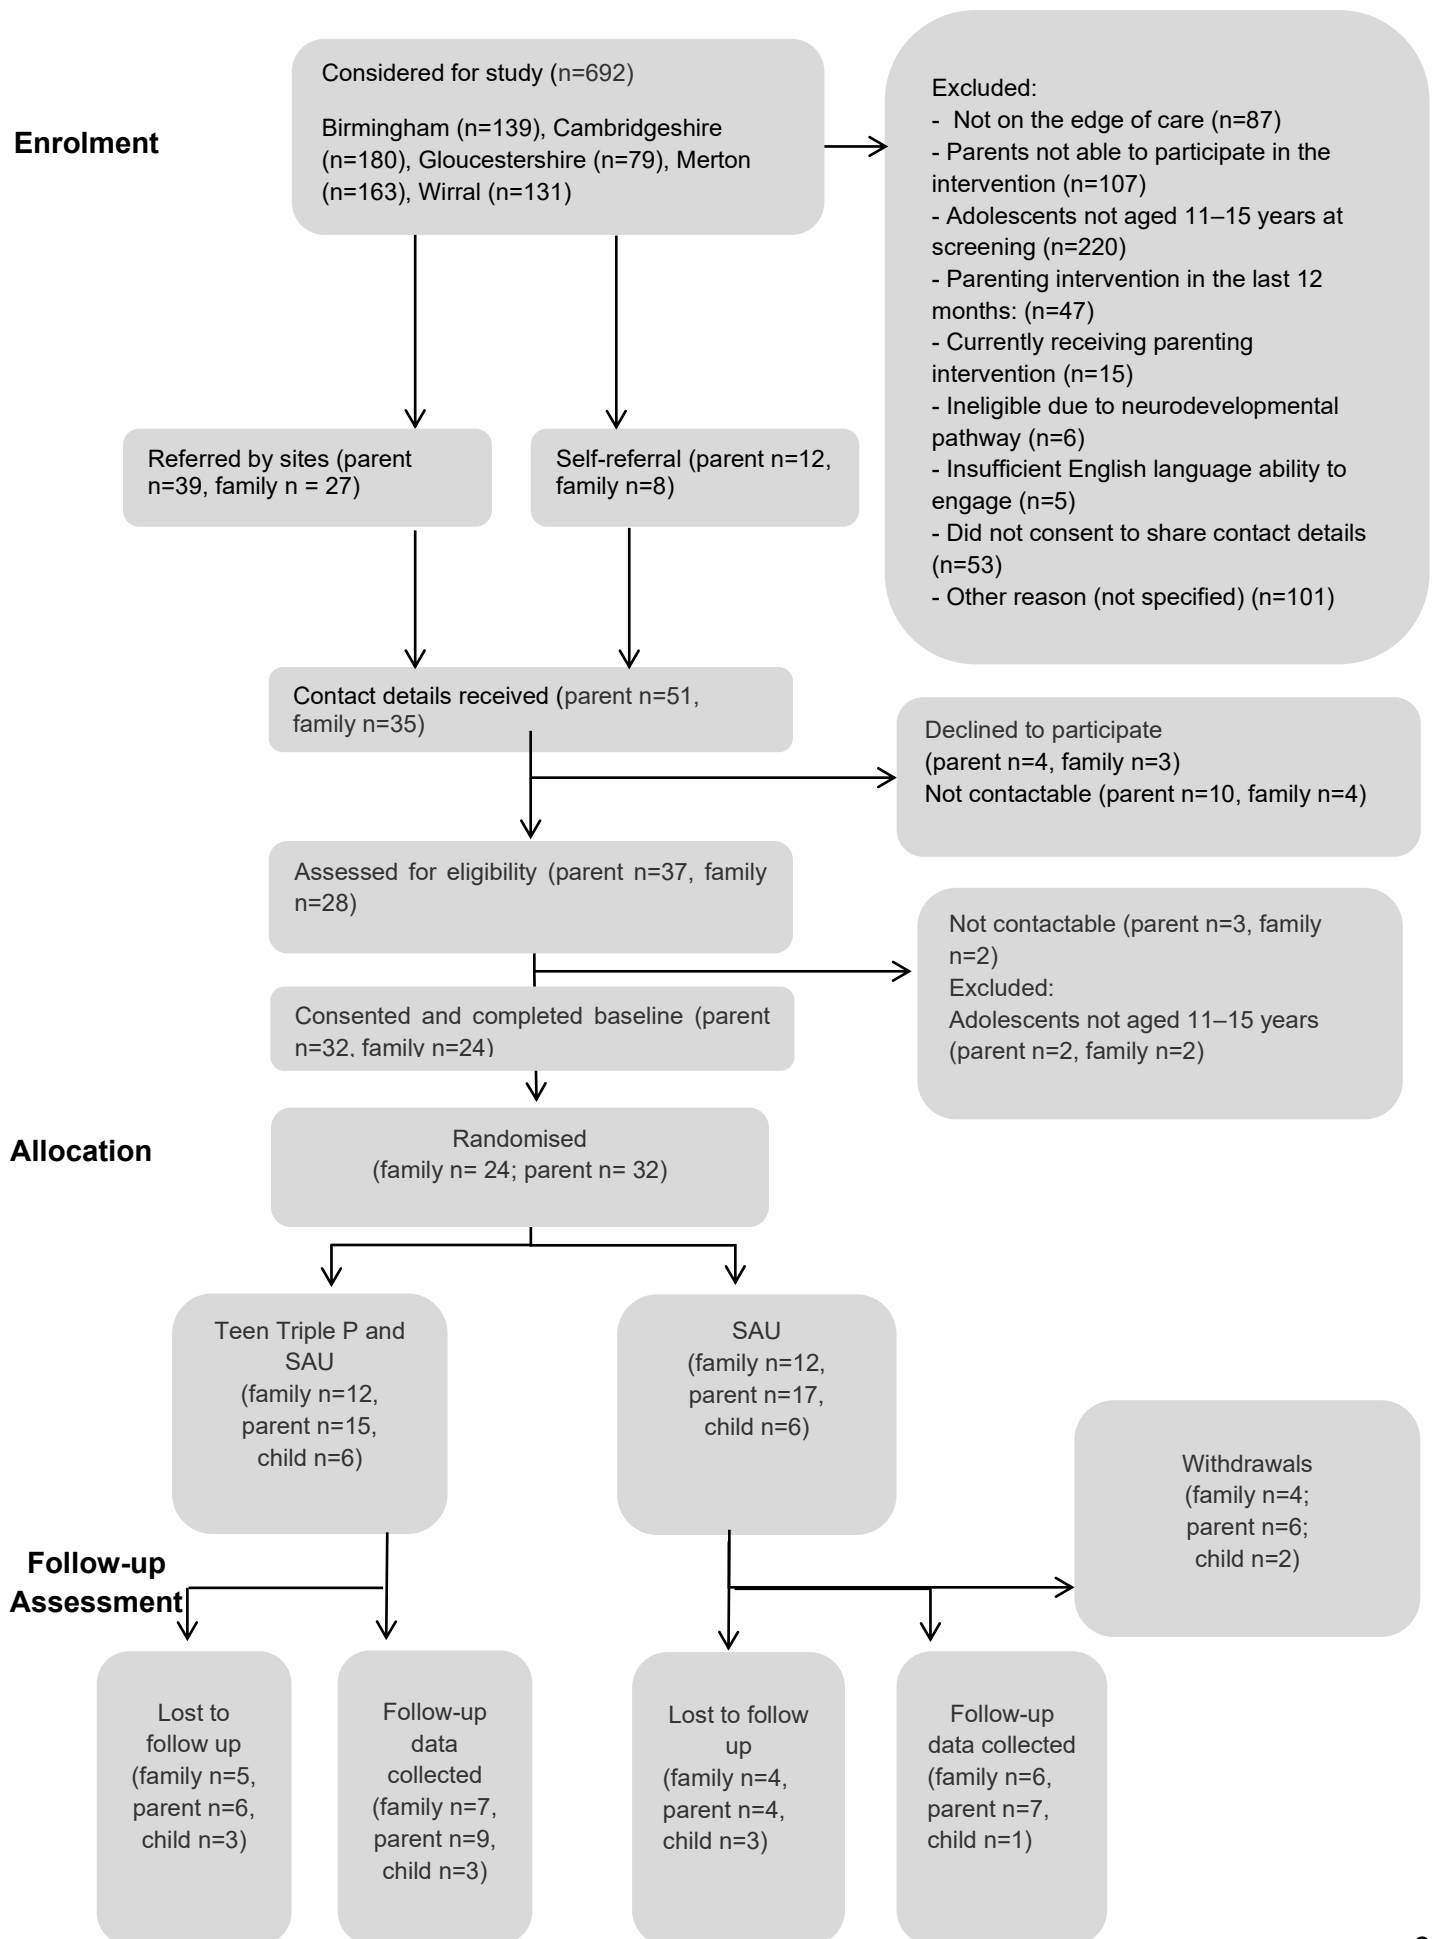 Considered for study (n=692)
Birmingham (n=139), Cambridgeshire
(n=180), Gloucestershire (n=79), Merton
(n=163), Wirral (n=131)
Enrolment
Excluded:
- Not on the edge of care (n=87)
- Parents not able to participate in the
intervention (n=107)
- Adolescents not aged 11–15 years at
screening (n=220)
- Parenting intervention in the last 12
months: (n=47)
- Currently receiving parenting
intervention (n=15)
- Ineligible due to neurodevelopmental
pathway (n=6)
- Insufficient English language ability to
engage (n=5)
- Did not consent to share contact details
(n=53)
- Other reason (not specified) (n=101)
Referred by sites (parent
n=39, family n = 27)
Self-referral (parent n=12,
family n=8)
Contact details received (parent n=51,
family n=35)
Declined to participate
(parent n=4, family n=3)
Not contactable (parent n=10, family n=4)
Assessed for eligibility (parent n=37, family
n=28)
Not contactable (parent n=3, family
n=2)
Excluded:
Adolescents not aged 11–15 years
(parent n=2, family n=2)
Consented and completed baseline (parent
n=32, family n=24)
Allocation
Randomised
(family n= 24; parent n= 32)
Teen Triple P and
SAU
(family n=12,
parent n=15,
child n=6)
SAU
(family n=12,
parent n=17,
child n=6)
Withdrawals
(family n=4;
parent n=6;
child n=2)
Follow-up
Assessment
Lost to
follow up
(family n=5,
parent n=6,
child n=3)
Follow-up
data
collected
(family n=7,
parent n=9,
child n=3)
Lost to follow
up
(family n=4,
parent n=4,
child n=3)
Follow-up
data collected
(family n=6,
parent n=7,
child n=1)